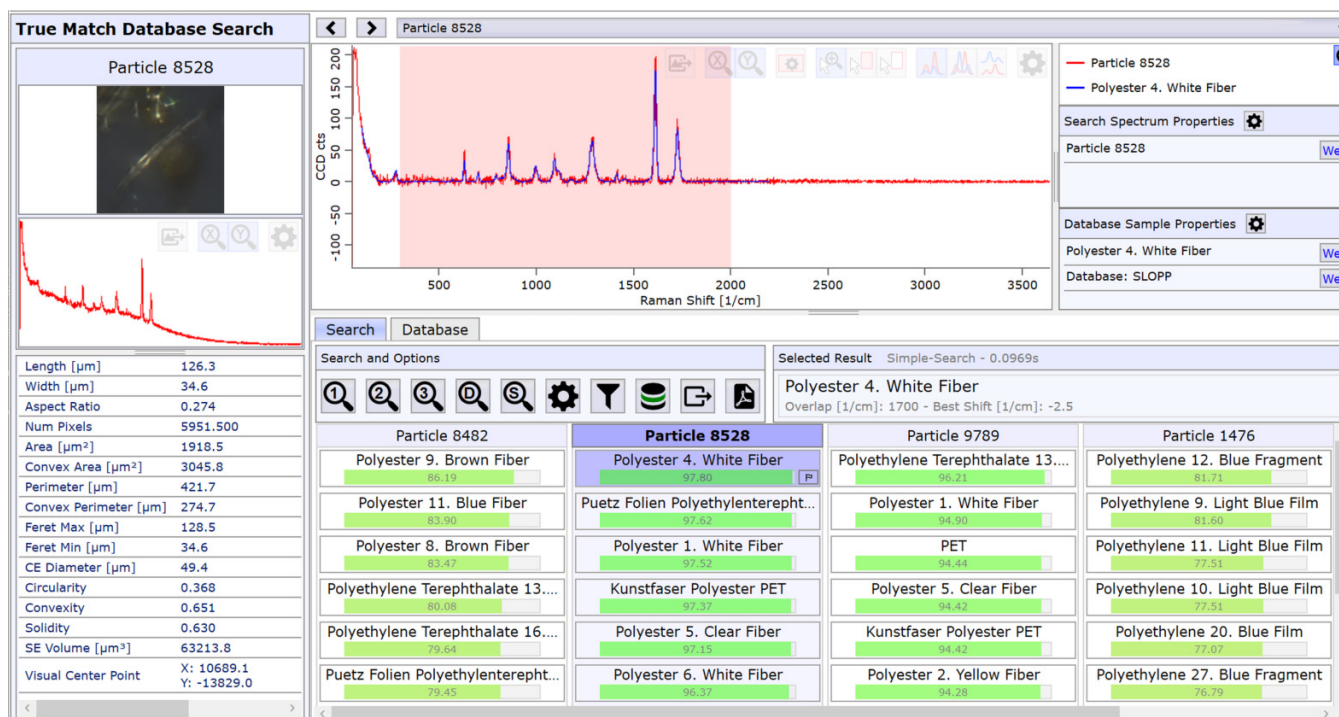 True Match Database Search
Particle 8528
Length [µm] 126.3
Width [µm] 34.6
Aspect Ratio 0.274
Num Pixels 5951.500
Area [µm²] 1918.5
Convex Area [µm²] 3045.8
Perimeter [µm] 421.7
Convex Perimeter [µm] 274.7
Feret Max [µm] 128.5
Feret Min [µm] 34.6
CE Diameter [µm] 49.4
Circularity 0.368
Convexity 0.651
Solidity 0.630
SE Volume [µm³] 63213.8
Visual Center Point X: 10689.1
Y: -13829.0
Particle 8528
CCD cts
200
150
100
50
0
-50
-100
500 1000 1500 2000 2500 3000 3500
Raman Shift [1/cm]
Particle 8528
Polyester 4. White Fiber
Search Spectrum Properties
Particle 8528 We
Database Sample Properties
Polyester 4. White Fiber We
Database: SLOPP We
Search Database
Search and Options
1 2 3 D S
Selected Result Simple-Search - 0.0969s
Polyester 4. White Fiber
Overlap [1/cm]: 1700 - Best Shift [1/cm]: -2.5
Particle 8482
Polyester 9. Brown Fiber
86.19
Polyester 11. Blue Fiber
83.90
Polyester 8. Brown Fiber
83.47
Polyethylene Terephthalate 13....
80.08
Polyethylene Terephthalate 16....
79.64
Puetz Folien Polyethylenterepht...
79.45
Particle 8528
Polyester 4. White Fiber
97.80
Puetz Folien Polyethylenterepht...
97.62
Polyester 1. White Fiber
97.52
Kunstfaser Polyester PET
97.37
Polyester 5. Clear Fiber
97.15
Polyester 6. White Fiber
96.37
Particle 9789
Polyethylene Terephthalate 13....
96.21
Polyester 1. White Fiber
94.90
PET
94.44
Polyester 5. Clear Fiber
94.42
Kunstfaser Polyester PET
94.42
Polyester 2. Yellow Fiber
94.28
Particle 1476
Polyethylene 12. Blue Fragment
81.71
Polyethylene 9. Light Blue Film
81.60
Polyethylene 11. Light Blue Film
77.51
Polyethylene 10. Light Blue Film
77.51
Polyethylene 20. Blue Film
77.07
Polyethylene 27. Blue Fragment
76.79